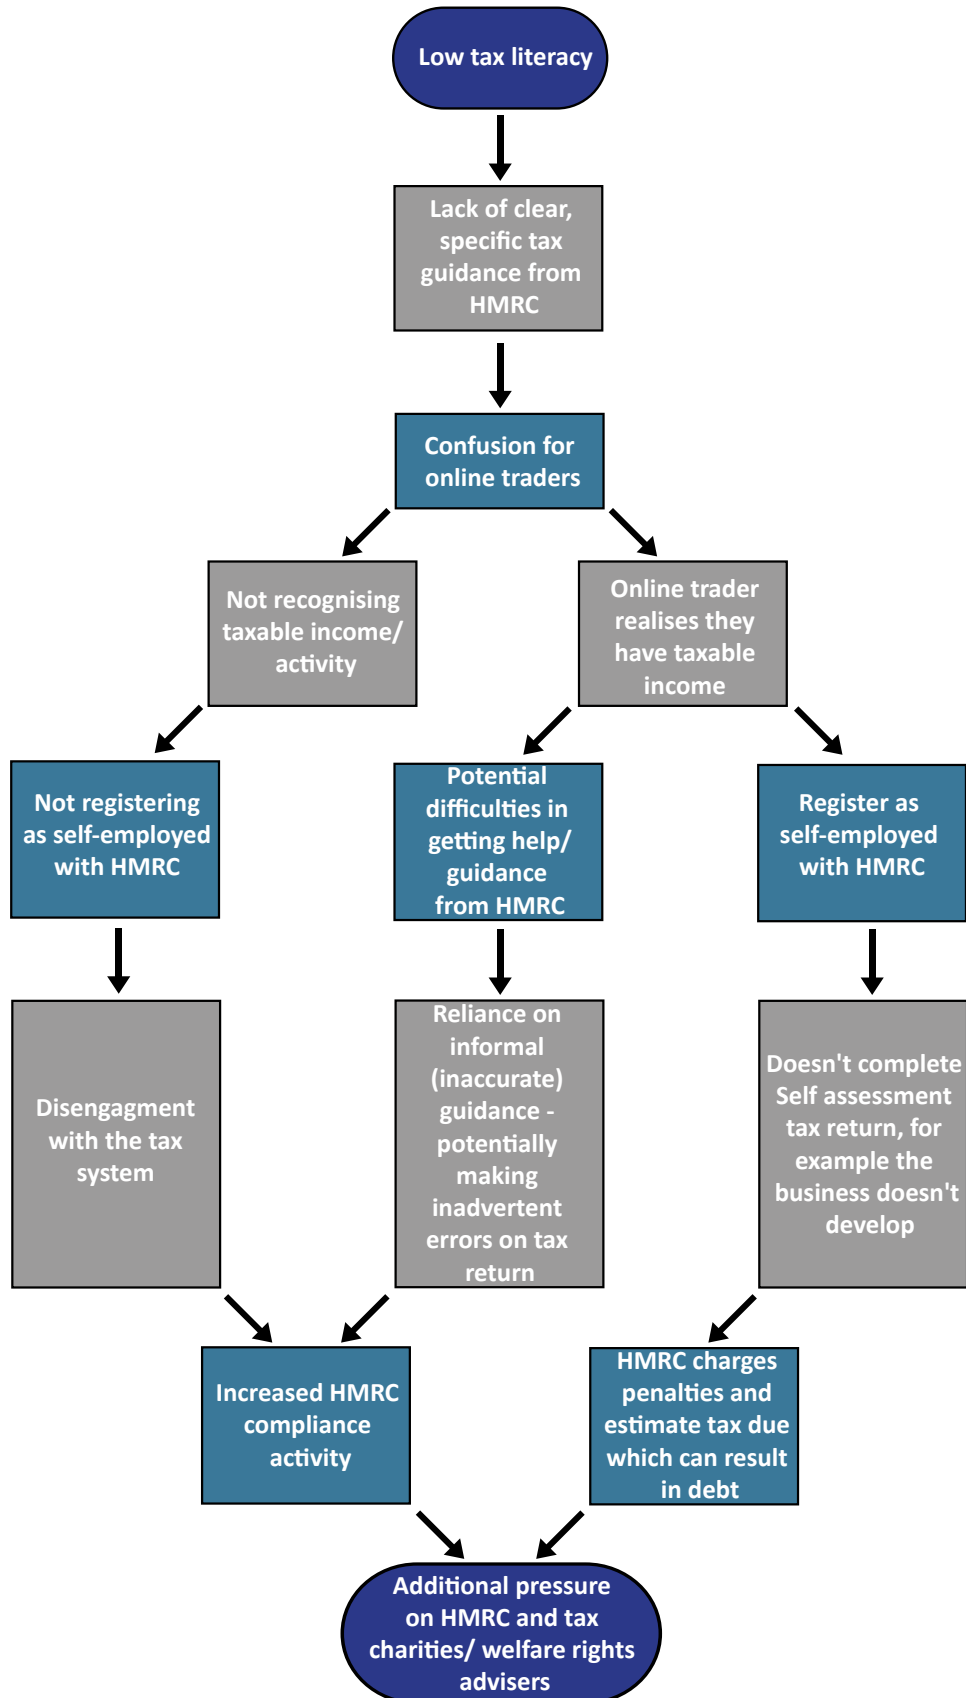 Low tax literacy
Lack of clear,
specific tax
guidance from
HMRC
Confusion for
online traders
Not recognising
taxable income/
activity
Online trader
realises they
have taxable
income
Not registering
as self-employed
with HMRC
Potential
difficulties in
getting help/
guidance
from HMRC
Register as
self-employed
with HMRC
Disengagment
with the tax
system
Reliance on
informal
(inaccurate)
guidance -
potentially
making
inadvertent
errors on tax
return
Doesn't complete
Self assessment
tax return, for
example the
business doesn't
develop
Increased HMRC
compliance
activity
HMRC charges
penalties and
estimate tax due
which can result
in debt
Additional pressure
on HMRC and tax
charities/ welfare rights
advisers